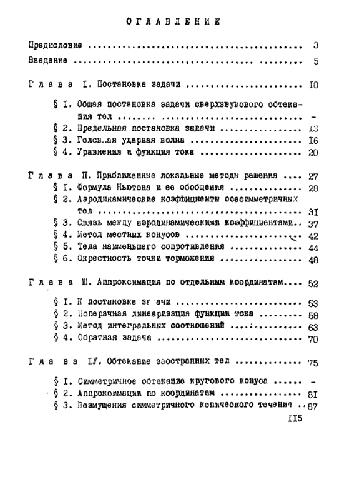 ОГЛАВЛЕНИЕ
Предисловие ........................................ 3
Введение ........................................... 5
Глава I. Постановка задачи ......................... 10
§ 1. Общая постановка задачи сверхзвукового обтека-
ния тел ...... ............................ -
§ 2. Предельная постановка задачи .............. 13
§ 3. Головная ударная волна .................... 16
§ 4. Уравнения и функция тока .................. 20
Глава II. Приближенные локальные методы решения .... 27
§ 1. Формула Ньютона и ее обобщения ............ 28
§ 2. Аэродинамические коэффициенты осесимметричных
тел ....................................... 31
§ 3. Связь между аэродинамическими коэффициентами.. 37
§ 4. Метод местных конусов ..................... 42
§ 5. Тела наименьшего сопротивления ............ 44
§ 6. Окрестность точки торможения .............. 48
Глава III. Аппроксимация по отдельным координатам.... 52
§ 1. К постановке задачи ....................... 53
§ 2. Поперечная линеаризация функции тока ...... 58
§ 3. Метод интегральных соотношений ............ 63
§ 4. Обратная задача ........................... 70
Глава IV. Обтекание заостренных тел ................ 75
§ 1. Симметричное обтекание кругового конуса ... -
§ 2. Аппроксимация по координатам .............. 81
§ 3. Возмущения симметричного конического течения .. 87
115